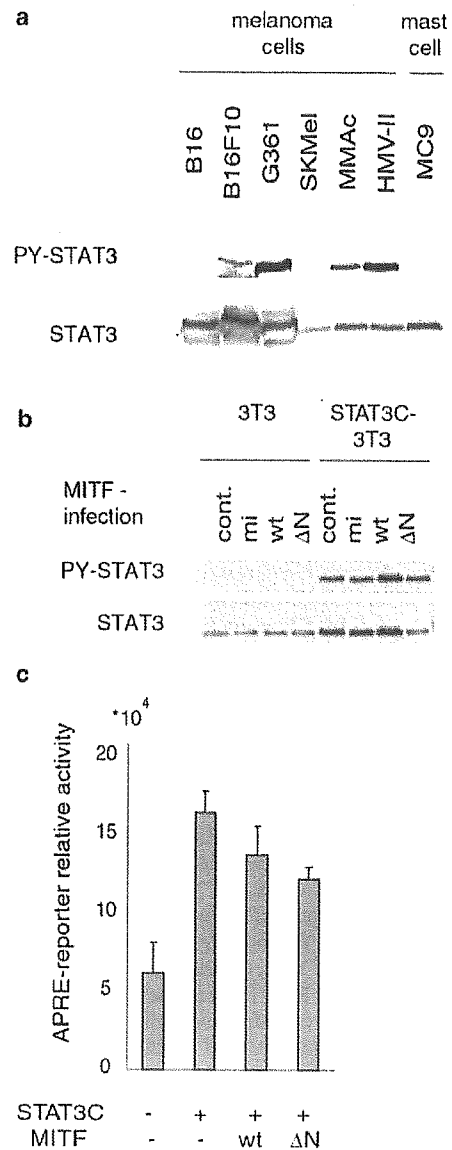 a
melanoma cells
mast cell
B16
B16F10
G361
SKMel
MMAc
HMV-II
MC9
PY-STAT3
STAT3
b
3T3
STAT3C-
3T3
MITF -
infection
cont.
mi
wt
ΔN
cont.
mi
wt
ΔN
PY-STAT3
STAT3
c
*10^4
20
15
10
5
0
APRE-reporter relative activity
STAT3C - + + +
MITF - - wt ΔN